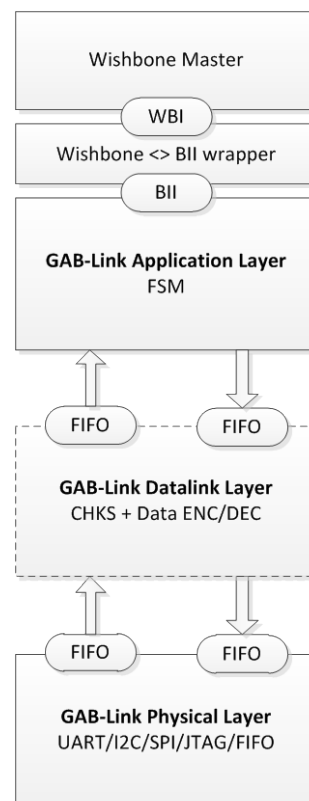 Wishbone Master
WBI
Wishbone <> BII wrapper
BII
GAB-Link Application Layer
FSM
FIFO FIFO
GAB-Link Datalink Layer
CHKS + Data ENC/DEC
FIFO FIFO
GAB-Link Physical Layer
UART/I2C/SPI/JTAG/FIFO